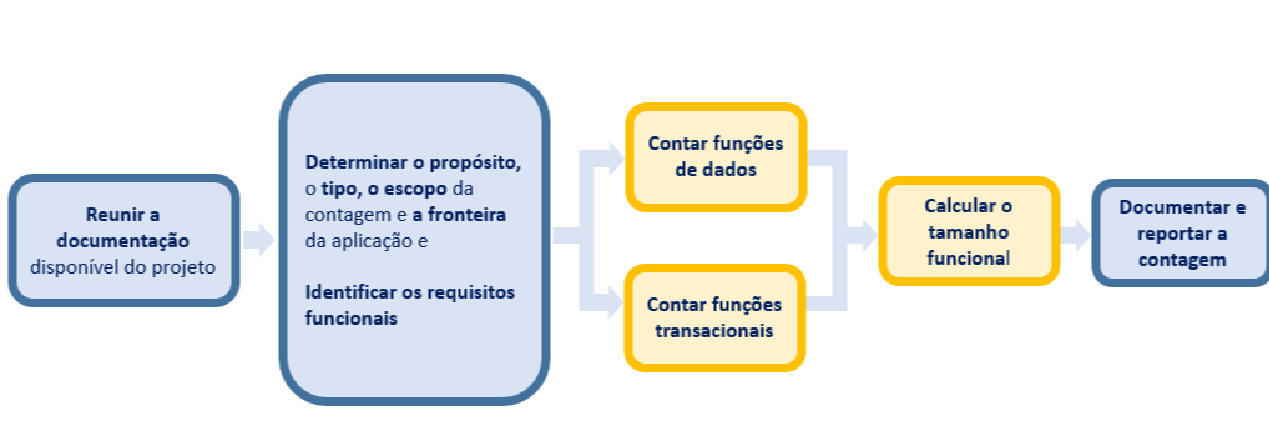 Reunir a
documentação
disponível do projeto
Determinar o propósito,
o tipo, o escopo da
contagem e a fronteira
da aplicação e
Identificar os requisitos
funcionais
Contar funções
de dados
Contar funções
transacionais
Calcular o
tamanho
funcional
Documentar e
reportar a
contagem